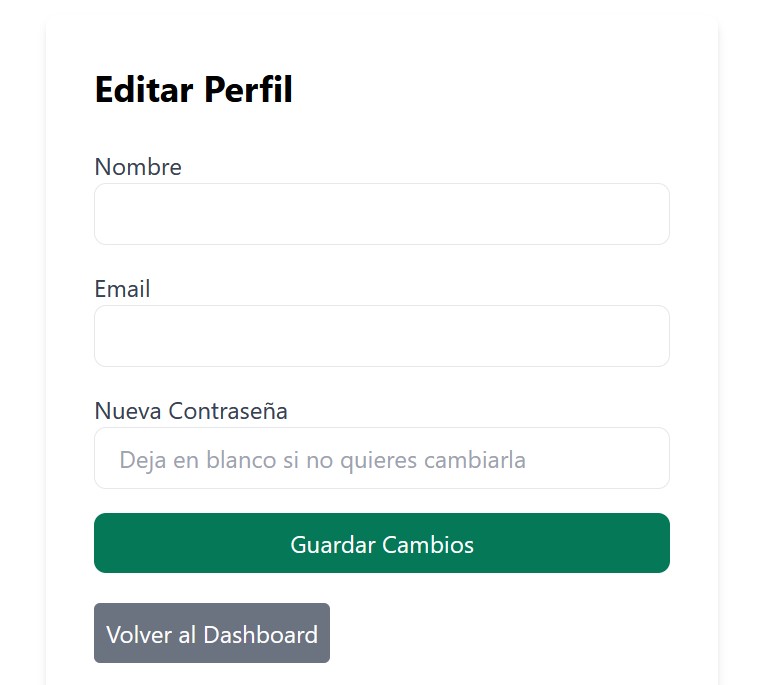 Editar Perfil
Nombre
Email
Nueva Contraseña
Deja en blanco si no quieres cambiarla
Guardar Cambios
Volver al Dashboard